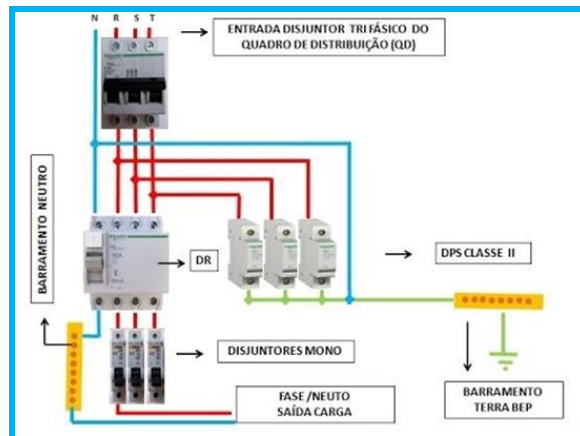 N R S T
ENTRADA DISJUNTOR TRIFÁSICO DO
QUADRO DE DISTRIBUIÇÃO (QD)
BARRAMENTO NEUTRO
DR
DPS CLASSE II
DISJUNTORES MONO
FASE /NEUTO
SAÍDA CARGA
BARRAMENTO
TERRA BEP